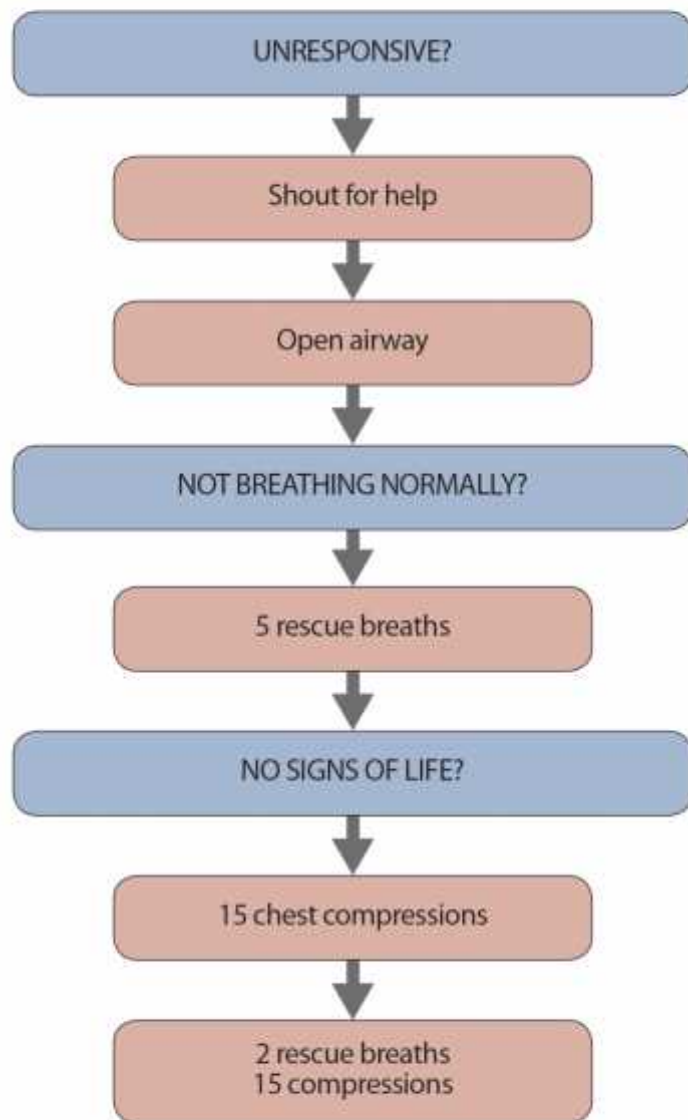 UNRESPONSIVE?
Shout for help
Open airway
NOT BREATHING NORMALLY?
5 rescue breaths
NO SIGNS OF LIFE?
15 chest compressions
2 rescue breaths
15 compressions